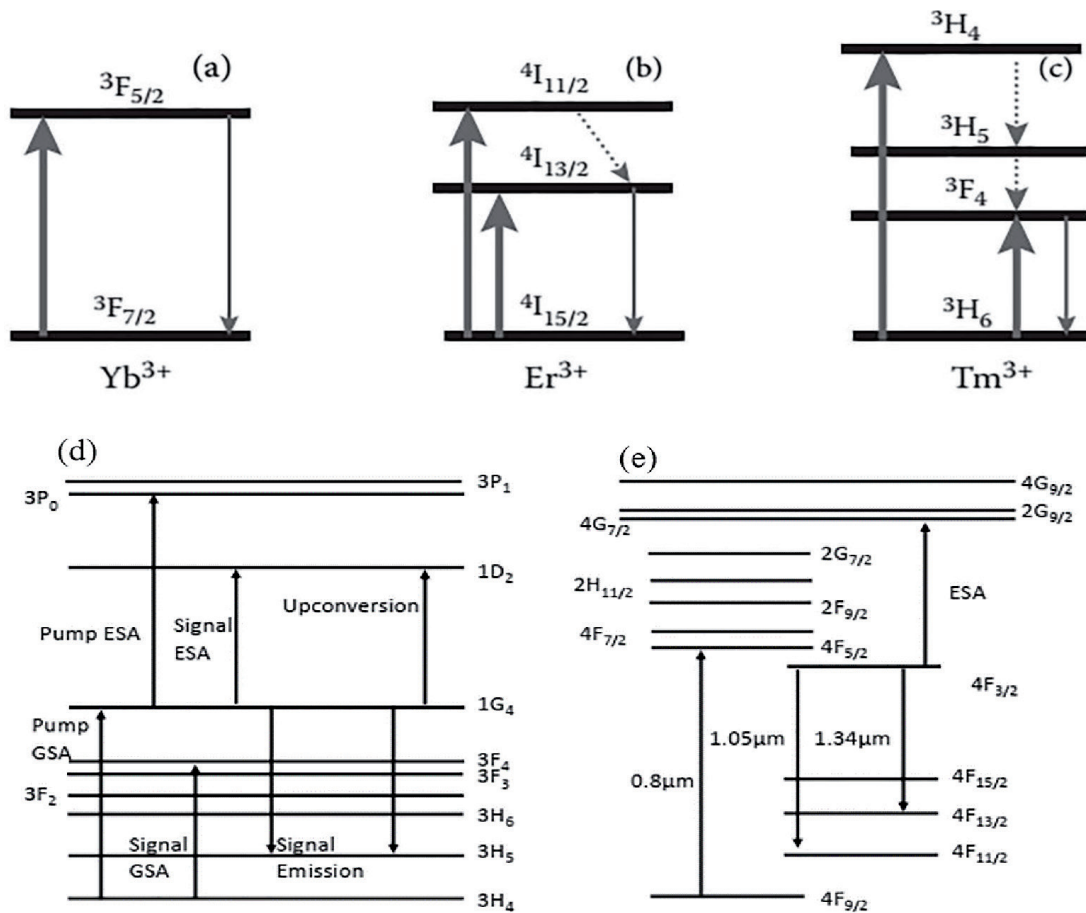 (a)
³F₅/₂
³F₇/₂
Yb³⁺
(b)
⁴I₁₁/₂
⁴I₁₃/₂
⁴I₁₅/₂
Er³⁺
³H₄
(c)
³H₅
³F₄
³H₆
Tm³⁺
(d)
3P₁
3P₀
1D₂
Upconversion
Signal
ESA
Pump ESA
1G₄
Pump
GSA
3F₄
3F₃
3F₂
3H₆
Signal
GSA
Signal
Emission
3H₅
3H₄
(e)
4G₉/₂
2G₉/₂
4G₇/₂
2G₇/₂
2H₁₁/₂
2F₉/₂
ESA
4F₇/₂
4F₅/₂
4F₃/₂
1.05μm
1.34μm
0.8μm
4F₁₅/₂
4F₁₃/₂
4F₁₁/₂
4F₉/₂